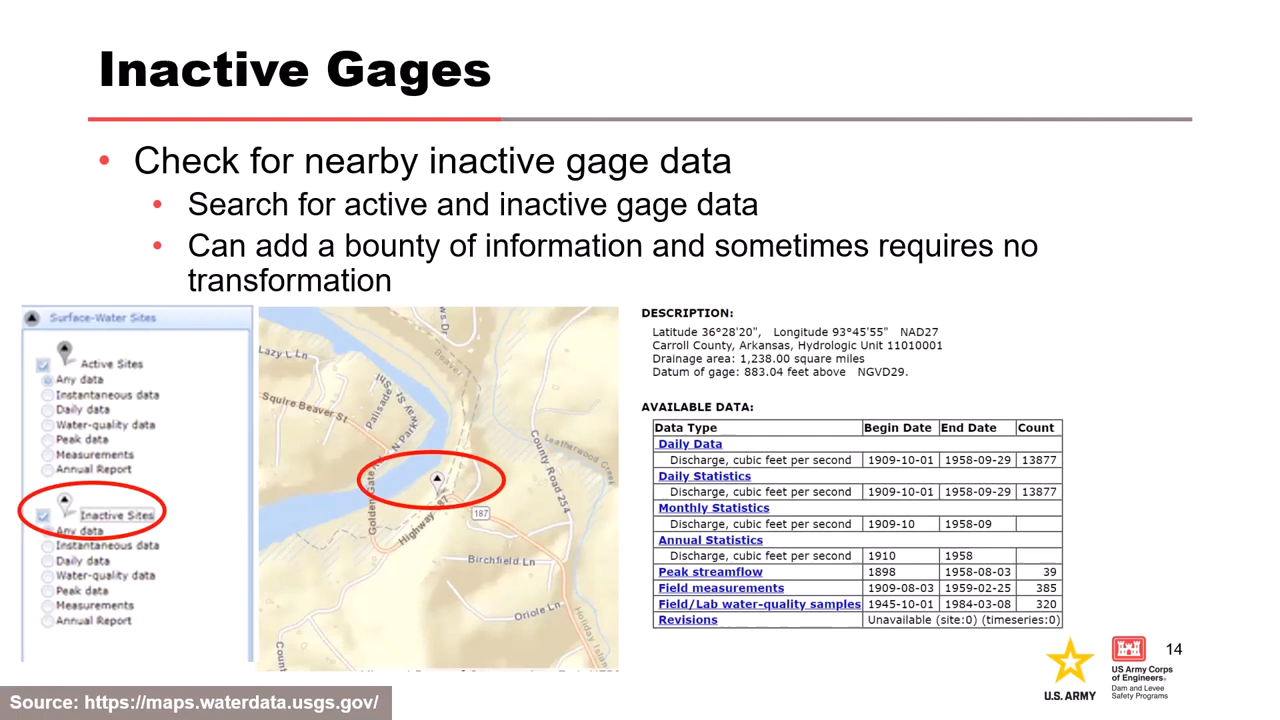 Inactive Gages
• Check for nearby inactive gage data
• Search for active and inactive gage data
• Can add a bounty of information and sometimes requires no
transformation
Surface-Water Sites
Active Sites
Any data
Instantaneous data
Daily data
Water-quality data
Peak data
Measurements
Annual Report
Inactive Sites
Any data
Instantaneous data
Daily data
Water-quality data
Peak data
Measurements
Annual Report
ws Dr
Beaver
Lazy L Ln
Squire Beaver St
Palisade
Shl
Way St
N Park
Golden Gate Rd
Highway 187
187
County Road 254
Leatherwood Creek
Birchfield Ln
Oriole Ln
Holiday Islan
Count
DESCRIPTION:
Latitude 36°28'20", Longitude 93°45'55" NAD27
Carroll County, Arkansas, Hydrologic Unit 11010001
Drainage area: 1,238.00 square miles
Datum of gage: 883.04 feet above NGVD29.
AVAILABLE DATA:
Data Type Begin Date End Date Count
Daily Data
Discharge, cubic feet per second 1909-10-01 1958-09-29 13877
Daily Statistics
Discharge, cubic feet per second 1909-10-01 1958-09-29 13877
Monthly Statistics
Discharge, cubic feet per second 1909-10 1958-09
Annual Statistics
Discharge, cubic feet per second 1910 1958
Peak streamflow 1898 1958-08-03 39
Field measurements 1909-08-03 1959-02-25 385
Field/Lab water-quality samples 1945-10-01 1984-03-08 320
Revisions Unavailable (site:0) (timeseries:0)
14
U.S. ARMY
US Army Corps
of Engineers®
Dam and Levee
Safety Programs
Source: https://maps.waterdata.usgs.gov/